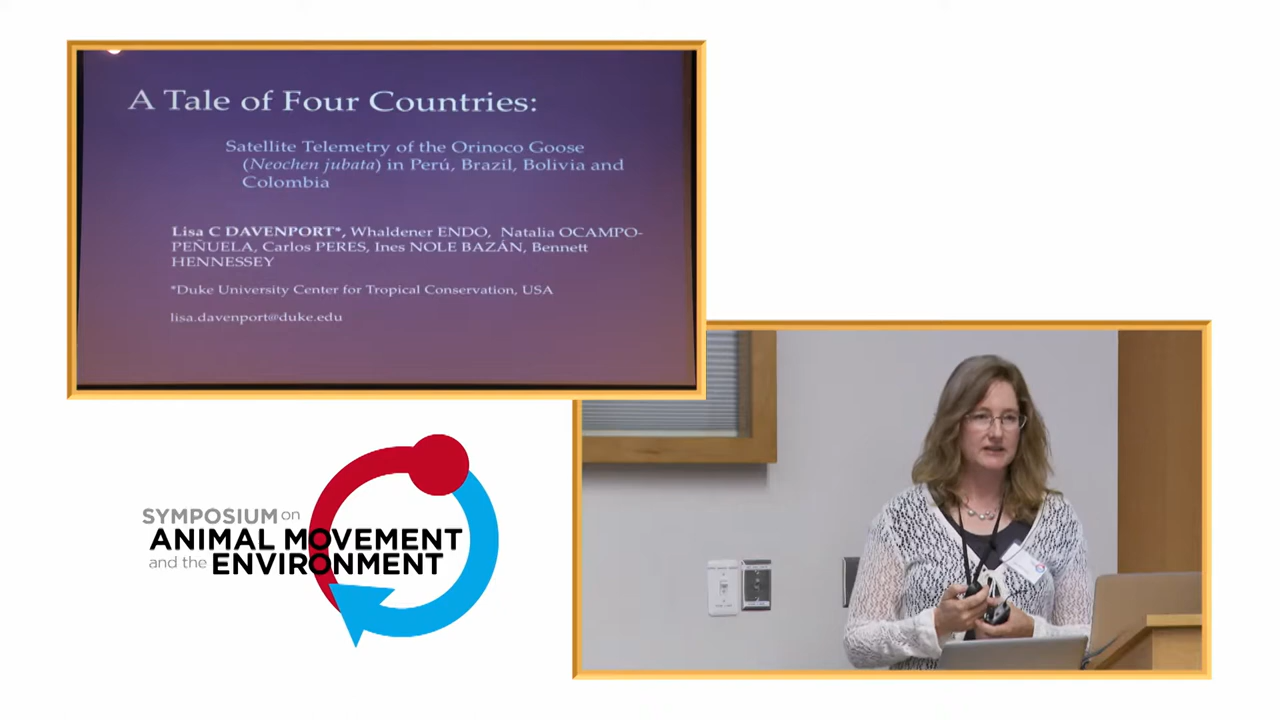 A Tale of Four Countries:
Satellite Telemetry of the Orinoco Goose
(Neochen jubata) in Perú, Brazil, Bolivia and
Colombia
Lisa C DAVENPORT*, Whaldener ENDO, Natalia OCAMPO-
PEÑUELA, Carlos PERES, Ines NOLE BAZÁN, Bennett
HENNESSEY
*Duke University Center for Tropical Conservation, USA
lisa.davenport@duke.edu
SYMPOSIUM on
ANIMAL MOVEMENT
and the ENVIRONMENT